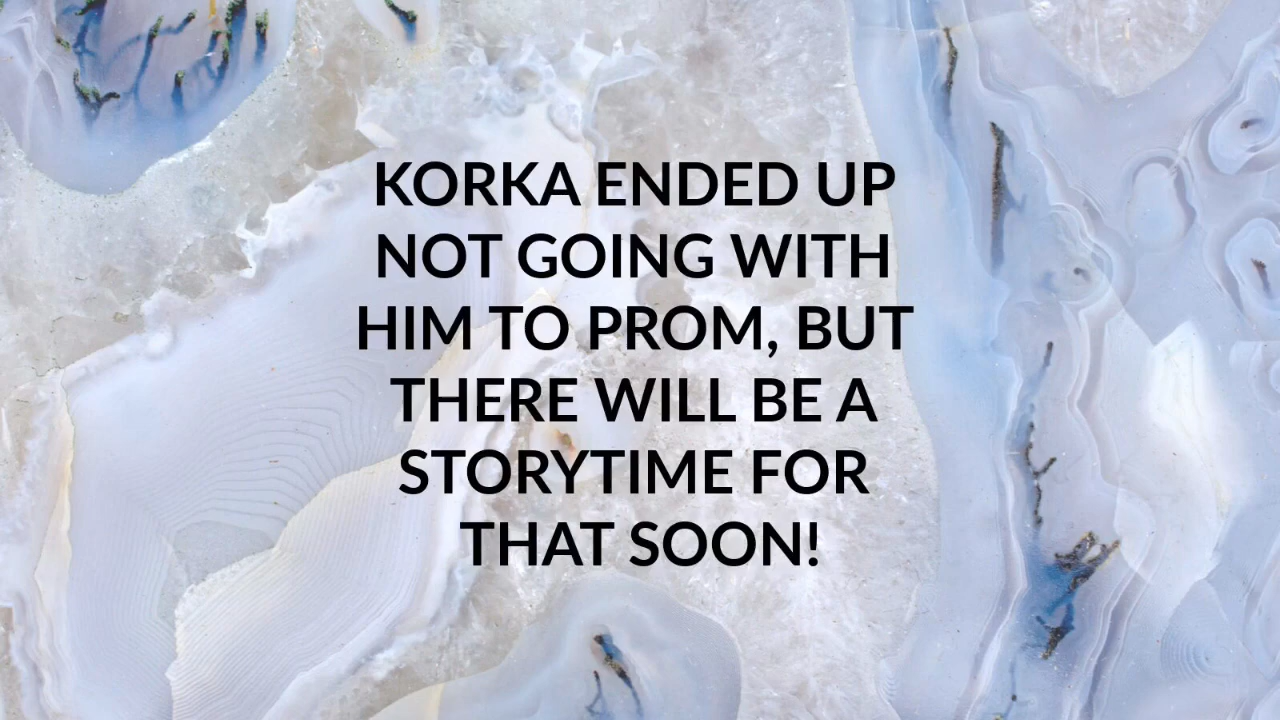 KORKA ENDED UP
NOT GOING WITH
HIM TO PROM, BUT
THERE WILL BE A
STORYTIME FOR
THAT SOON!